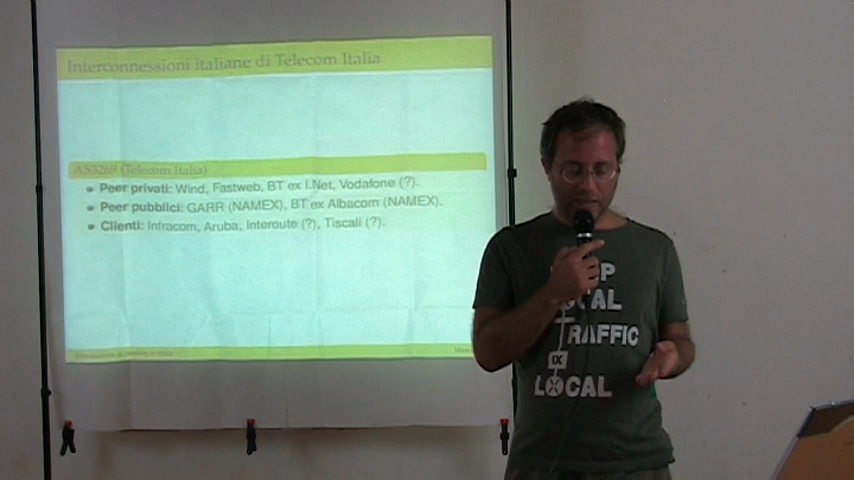 Interconnessioni italiane di Telecom Italia
AS3269 (Telecom Italia)
Peer privati: Wind, Fastweb, BT ex I.Net, Vodafone (?).
Peer pubblici: GARR (NAMEX), BT ex Albacom (NAMEX).
Clienti: Infracom, Aruba, Interoute (?), Tiscali (?).
TRAFFIC
IX
LOCAL